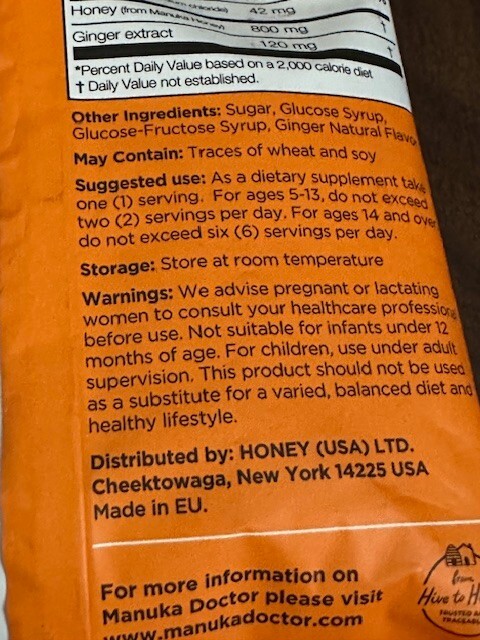 chloride) 42 mg
Honey (from Manuka Honey) 800 mg †
Ginger extract 120 mg †
*Percent Daily Value based on a 2,000 calorie diet
† Daily Value not established.
Other Ingredients: Sugar, Glucose Syrup,
Glucose-Fructose Syrup, Ginger Natural Flavo
May Contain: Traces of wheat and soy
Suggested use: As a dietary supplement take
one (1) serving. For ages 5-13, do not exceed
two (2) servings per day. For ages 14 and over
do not exceed six (6) servings per day.
Storage: Store at room temperature
Warnings: We advise pregnant or lactating
women to consult your healthcare professional
before use. Not suitable for infants under 12
months of age. For children, use under adult
supervision. This product should not be used
as a substitute for a varied, balanced diet and
healthy lifestyle.
Distributed by: HONEY (USA) LTD.
Cheektowaga, New York 14225 USA
Made in EU.
For more information on
Manuka Doctor please visit
www.manukadoctor.com
from
Hive to H
TRUSTED
TRACEABL